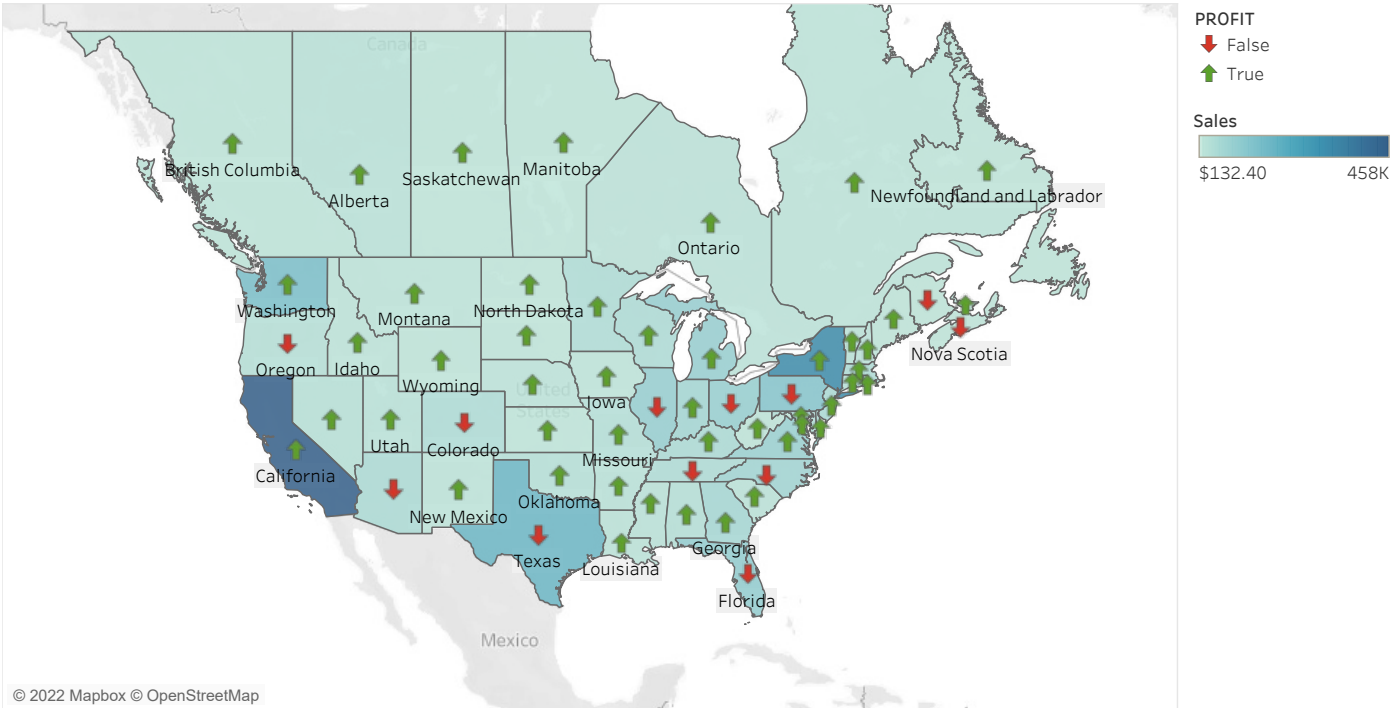 Canada
British Columbia
Alberta
Saskatchewan
Manitoba
Ontario
Newfoundland and Labrador
Washington
Montana
North Dakota
Oregon
Idaho
Wyoming
Nova Scotia
United
States
Iowa
Utah
Colorado
Missouri
California
New Mexico
Oklahoma
Texas
Louisiana
Georgia
Florida
Mexico
© 2022 Mapbox © OpenStreetMap
PROFIT
False
True
Sales
$132.40
458K